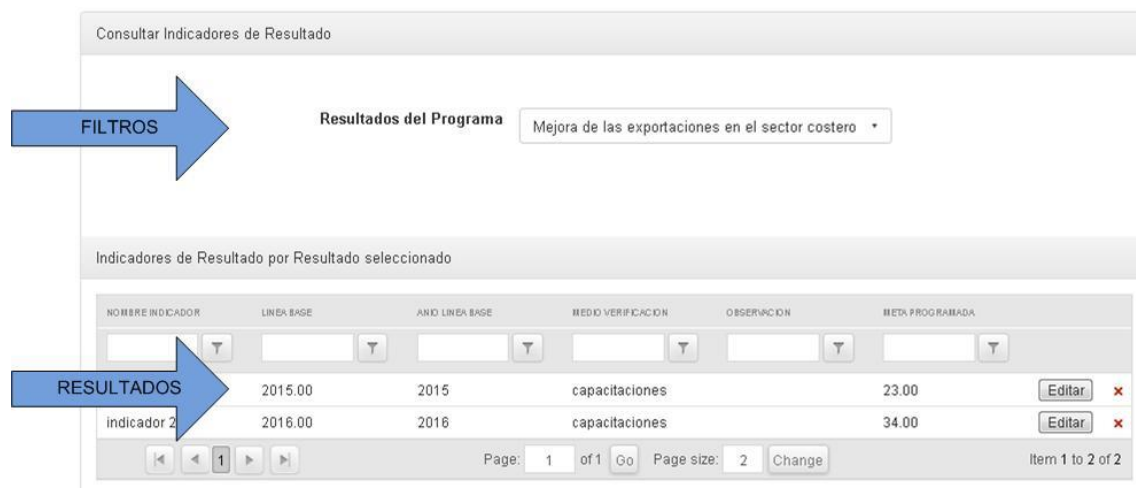 Consultar Indicadores de Resultado
FILTROS
Resultados del Programa Mejora de las exportaciones en el sector costero
Indicadores de Resultado por Resultado seleccionado
NOMBRE INDICADOR LINEA BASE ANIO LINEA BASE MEDIO VERIFICACION OBSERVACION META PROGRAMADA
RESULTADOS 2015.00 2015 capacitaciones 23.00 Editar x
indicador 2 2016.00 2016 capacitaciones 34.00 Editar x
1 Page: 1 of 1 Go Page size: 2 Change Item 1 to 2 of 2